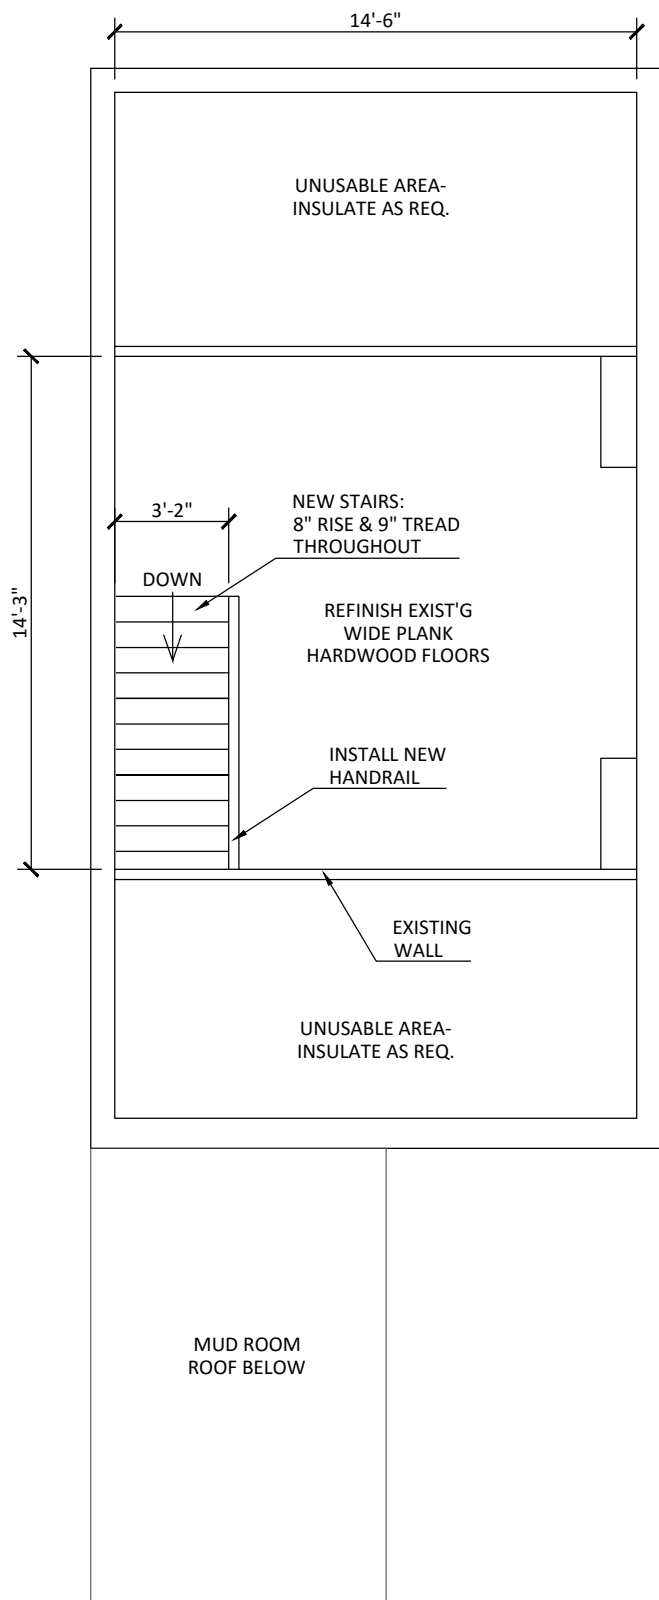 14'-6"
UNUSABLE AREA-
INSULATE AS REQ.
3'-2"
NEW STAIRS:
8" RISE & 9" TREAD
THROUGHOUT
DOWN
14'-3"
REFINISH EXIST'G
WIDE PLANK
HARDWOOD FLOORS
INSTALL NEW
HANDRAIL
EXISTING
WALL
UNUSABLE AREA-
INSULATE AS REQ.
MUD ROOM
ROOF BELOW